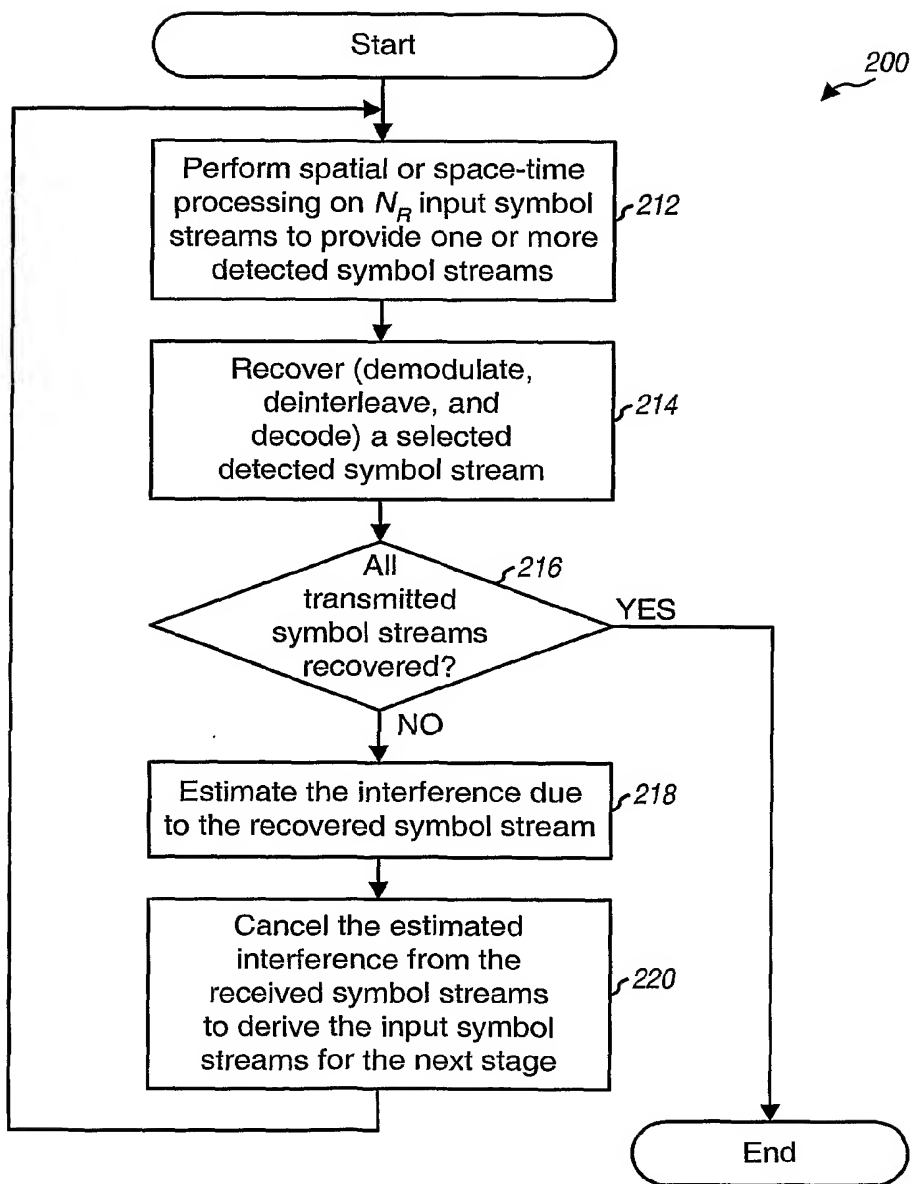 Start
200
Perform spatial or space-time
processing on N_R input symbol
streams to provide one or more
detected symbol streams
212
Recover (demodulate,
deinterleave, and
decode) a selected
detected symbol stream
214
All
transmitted
symbol streams
recovered?
216
YES
NO
Estimate the interference due
to the recovered symbol stream
218
Cancel the estimated
interference from the
received symbol streams
to derive the input symbol
streams for the next stage
220
End